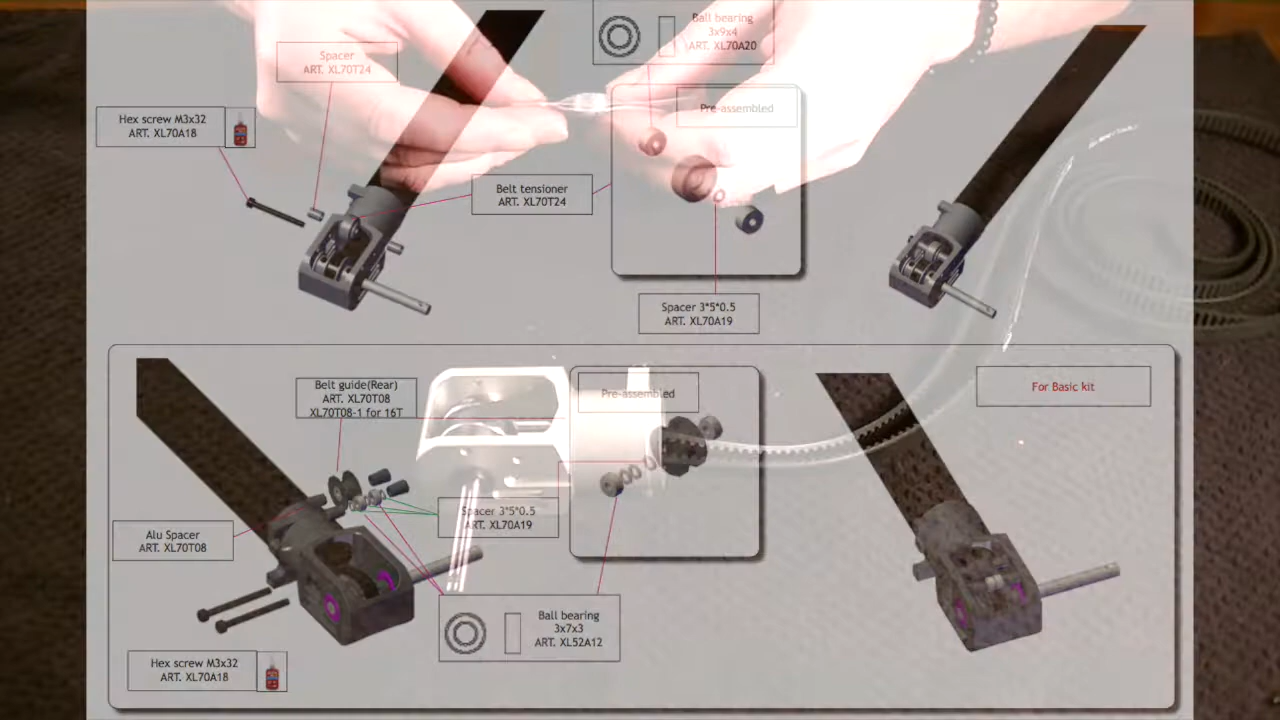 Ball bearing
3x9x4
ART. XL70A20
Spacer
ART. XL70T24
Hex screw M3x32
ART. XL70A18
Pre-assembled
Belt tensioner
ART. XL70T24
Spacer 3*5*0.5
ART. XL70A19
Belt guide(Rear)
ART. XL70T08
XL70T08-1 for 16T
Pre-assembled
For Basic kit
Spacer 3*5*0.5
ART. XL70A19
Alu Spacer
ART. XL70T08
Ball bearing
3x7x3
ART. XL52A12
Hex screw M3x32
ART. XL70A18